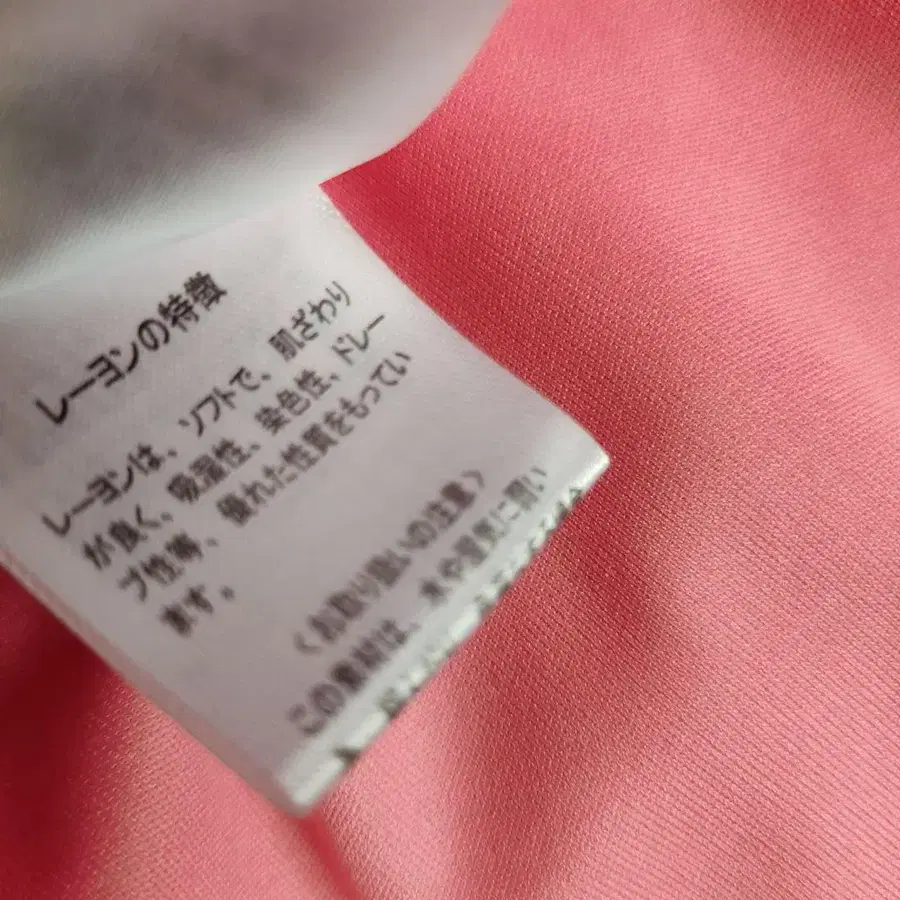 レーヨンの特徴
レーヨンは、ソフトで、肌ざわり
が良く、吸湿性、染色性、ドレー
プ性等、優れた性質をもってい
ます。
〈お取り扱いの注意〉
この素材は、水や湿気に弱い